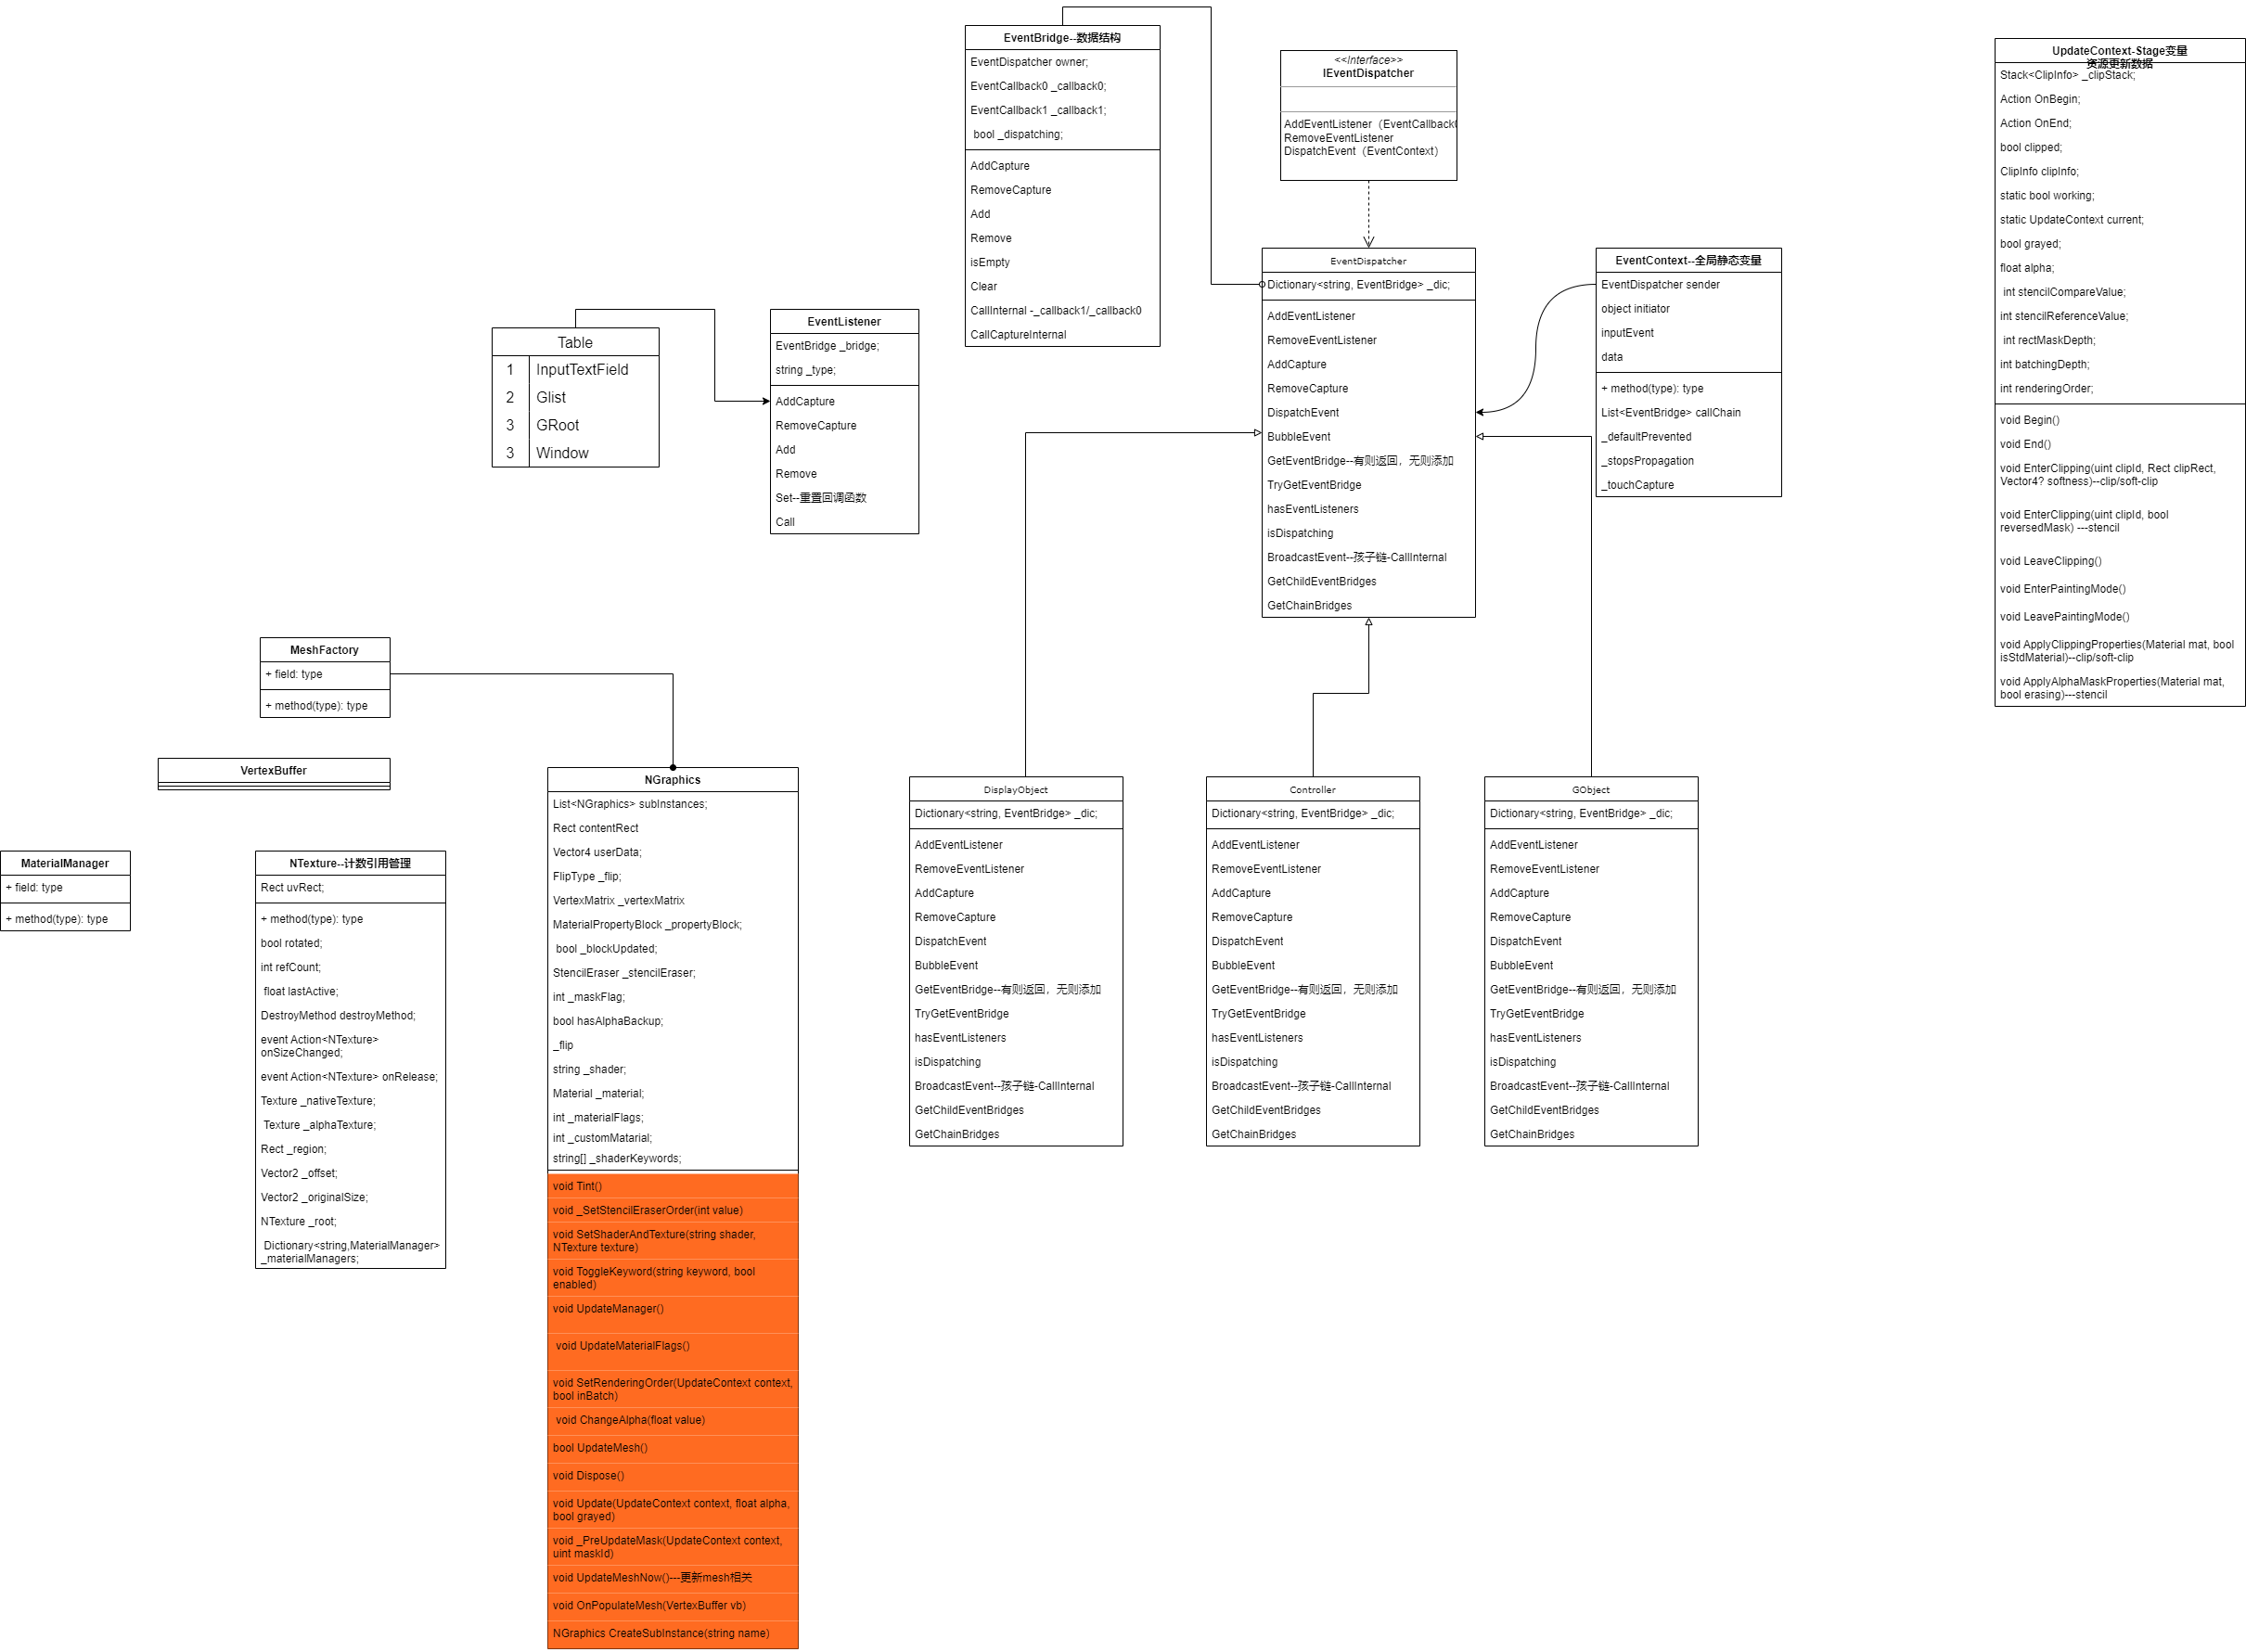 EventBridge--数据结构
EventDispatcher owner;
EventCallback0 _callback0;
EventCallback1 _callback1;
bool _dispatching;
AddCapture
RemoveCapture
Add
Remove
isEmpty
Clear
CallInternal -_callback1/_callback0
CallCaptureInternal
<<Interface>>
IEventDispatcher
AddEventListener（EventCallback
RemoveEventListener
DispatchEvent（EventContext）
UpdateContext-Stage变量
资源更新数据
Stack<ClipInfo> _clipStack;
Action OnBegin;
Action OnEnd;
bool clipped;
ClipInfo clipInfo;
static bool working;
static UpdateContext current;
bool grayed;
float alpha;
int stencilCompareValue;
int stencilReferenceValue;
int rectMaskDepth;
int batchingDepth;
int renderingOrder;
void Begin()
void End()
void EnterClipping(uint clipId, Rect clipRect,
Vector4? softness)--clip/soft-clip
void EnterClipping(uint clipId, bool
reversedMask) ---stencil
void LeaveClipping()
void EnterPaintingMode()
void LeavePaintingMode()
void ApplyClippingProperties(Material mat, bool
isStdMaterial)--clip/soft-clip
void ApplyAlphaMaskProperties(Material mat,
bool erasing)---stencil
EventDispatcher
Dictionary<string, EventBridge> _dic;
AddEventListener
RemoveEventListener
AddCapture
RemoveCapture
DispatchEvent
BubbleEvent
GetEventBridge--有则返回，无则添加
TryGetEventBridge
hasEventListeners
isDispatching
BroadcastEvent--孩子链-CallInternal
GetChildEventBridges
GetChainBridges
EventContext--全局静态变量
EventDispatcher sender
object initiator
inputEvent
data
+ method(type): type
List<EventBridge> callChain
_defaultPrevented
_stopsPropagation
_touchCapture
Table
1 InputTextField
2 Glist
3 GRoot
3 Window
EventListener
EventBridge _bridge;
string _type;
AddCapture
RemoveCapture
Add
Remove
Set--重置回调函数
Call
MeshFactory
+ field: type
+ method(type): type
VertexBuffer
MaterialManager
+ field: type
+ method(type): type
NTexture--计数引用管理
Rect uvRect;
+ method(type): type
bool rotated;
int refCount;
float lastActive;
DestroyMethod destroyMethod;
event Action<NTexture>
onSizeChanged;
event Action<NTexture> onRelease;
Texture _nativeTexture;
Texture _alphaTexture;
Rect _region;
Vector2 _offset;
Vector2 _originalSize;
NTexture _root;
Dictionary<string,MaterialManager>
_materialManagers;
NGraphics
List<NGraphics> subInstances;
Rect contentRect
Vector4 userData;
FlipType _flip;
VertexMatrix _vertexMatrix
MaterialPropertyBlock _propertyBlock;
bool _blockUpdated;
StencilEraser _stencilEraser;
int _maskFlag;
bool hasAlphaBackup;
_flip
string _shader;
Material _material;
int _materialFlags;
int _customMatarial;
string[] _shaderKeywords;
void Tint()
void _SetStencilEraserOrder(int value)
void SetShaderAndTexture(string shader,
NTexture texture)
void ToggleKeyword(string keyword, bool
enabled)
void UpdateManager()
void UpdateMaterialFlags()
void SetRenderingOrder(UpdateContext context,
bool inBatch)
void ChangeAlpha(float value)
bool UpdateMesh()
void Dispose()
void Update(UpdateContext context, float alpha,
bool grayed)
void _PreUpdateMask(UpdateContext context,
uint maskId)
void UpdateMeshNow()---更新mesh相关
void OnPopulateMesh(VertexBuffer vb)
NGraphics CreateSubInstance(string name)
DisplayObject
Dictionary<string, EventBridge> _dic;
AddEventListener
RemoveEventListener
AddCapture
RemoveCapture
DispatchEvent
BubbleEvent
GetEventBridge--有则返回，无则添加
TryGetEventBridge
hasEventListeners
isDispatching
BroadcastEvent--孩子链-CallInternal
GetChildEventBridges
GetChainBridges
Controller
Dictionary<string, EventBridge> _dic;
AddEventListener
RemoveEventListener
AddCapture
RemoveCapture
DispatchEvent
BubbleEvent
GetEventBridge--有则返回，无则添加
TryGetEventBridge
hasEventListeners
isDispatching
BroadcastEvent--孩子链-CallInternal
GetChildEventBridges
GetChainBridges
GObject
Dictionary<string, EventBridge> _dic;
AddEventListener
RemoveEventListener
AddCapture
RemoveCapture
DispatchEvent
BubbleEvent
GetEventBridge--有则返回，无则添加
TryGetEventBridge
hasEventListeners
isDispatching
BroadcastEvent--孩子链-CallInternal
GetChildEventBridges
GetChainBridges